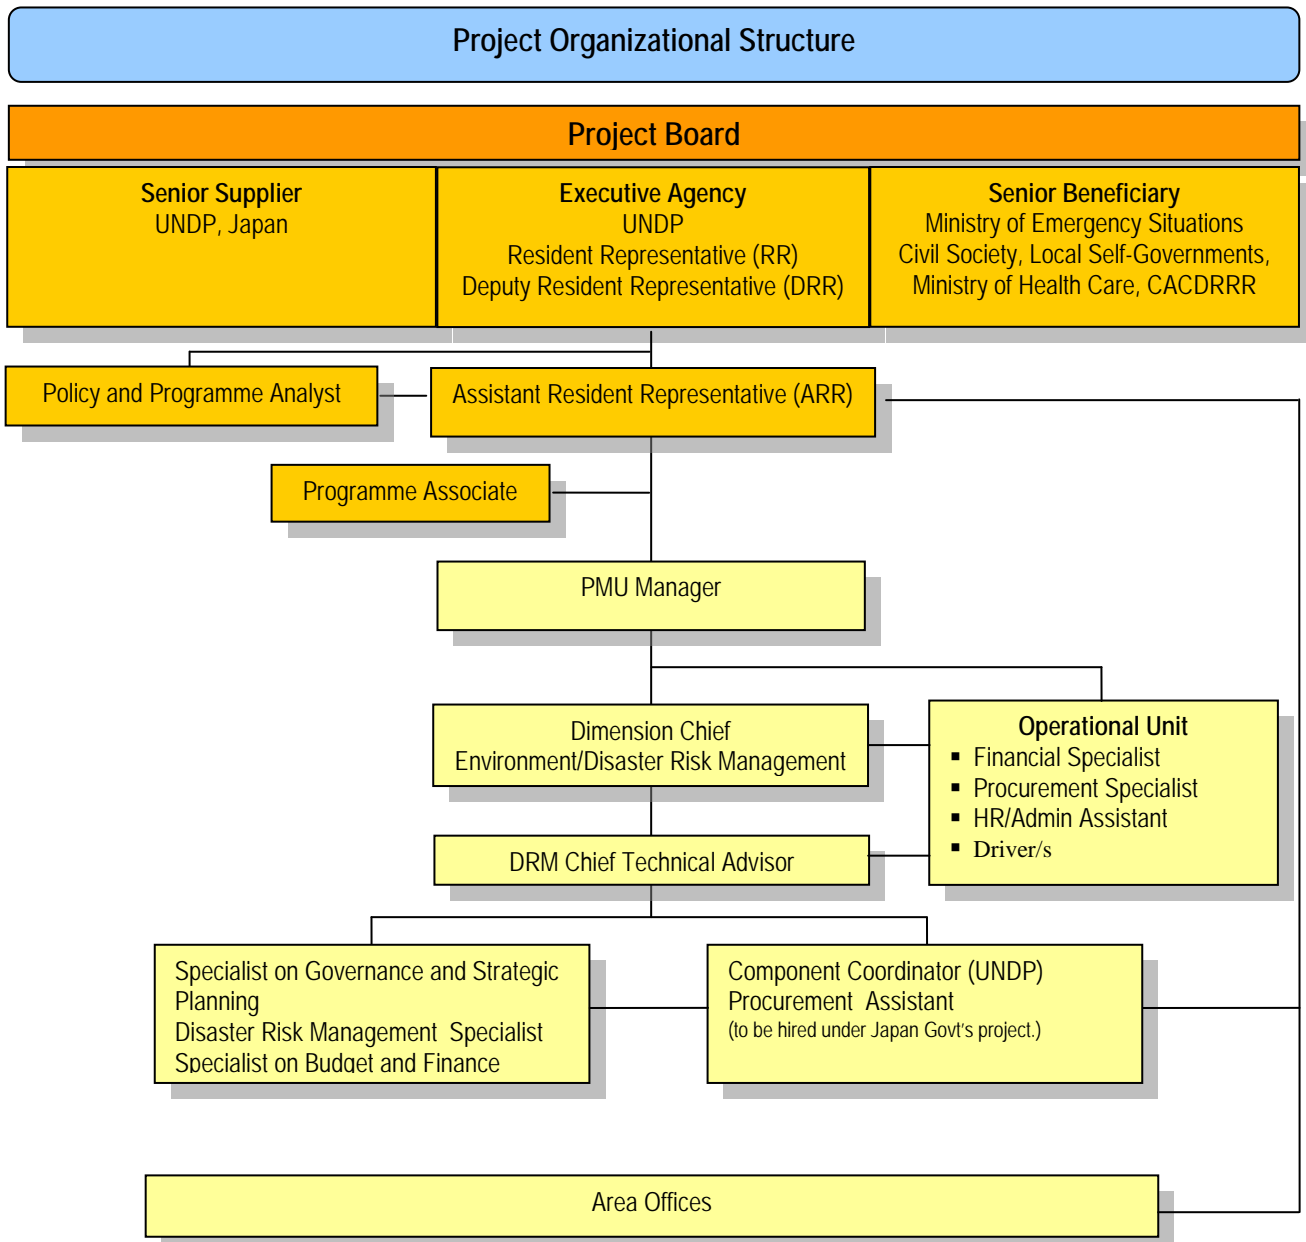 Project Organizational Structure
Project Board
Senior Supplier
UNDP, Japan
Executive Agency
UNDP
Resident Representative (RR)
Deputy Resident Representative (DRR)
Senior Beneficiary
Ministry of Emergency Situations
Civil Society, Local Self-Governments,
Ministry of Health Care, CACDRRR
Policy and Programme Analyst
Assistant Resident Representative (ARR)
Programme Associate
PMU Manager
Dimension Chief
Environment/Disaster Risk Management
Operational Unit
▪ Financial Specialist
▪ Procurement Specialist
▪ HR/Admin Assistant
▪ Driver/s
DRM Chief Technical Advisor
Specialist on Governance and Strategic
Planning
Disaster Risk Management Specialist
Specialist on Budget and Finance
Component Coordinator (UNDP)
Procurement Assistant
(to be hired under Japan Govt's project.)
Area Offices